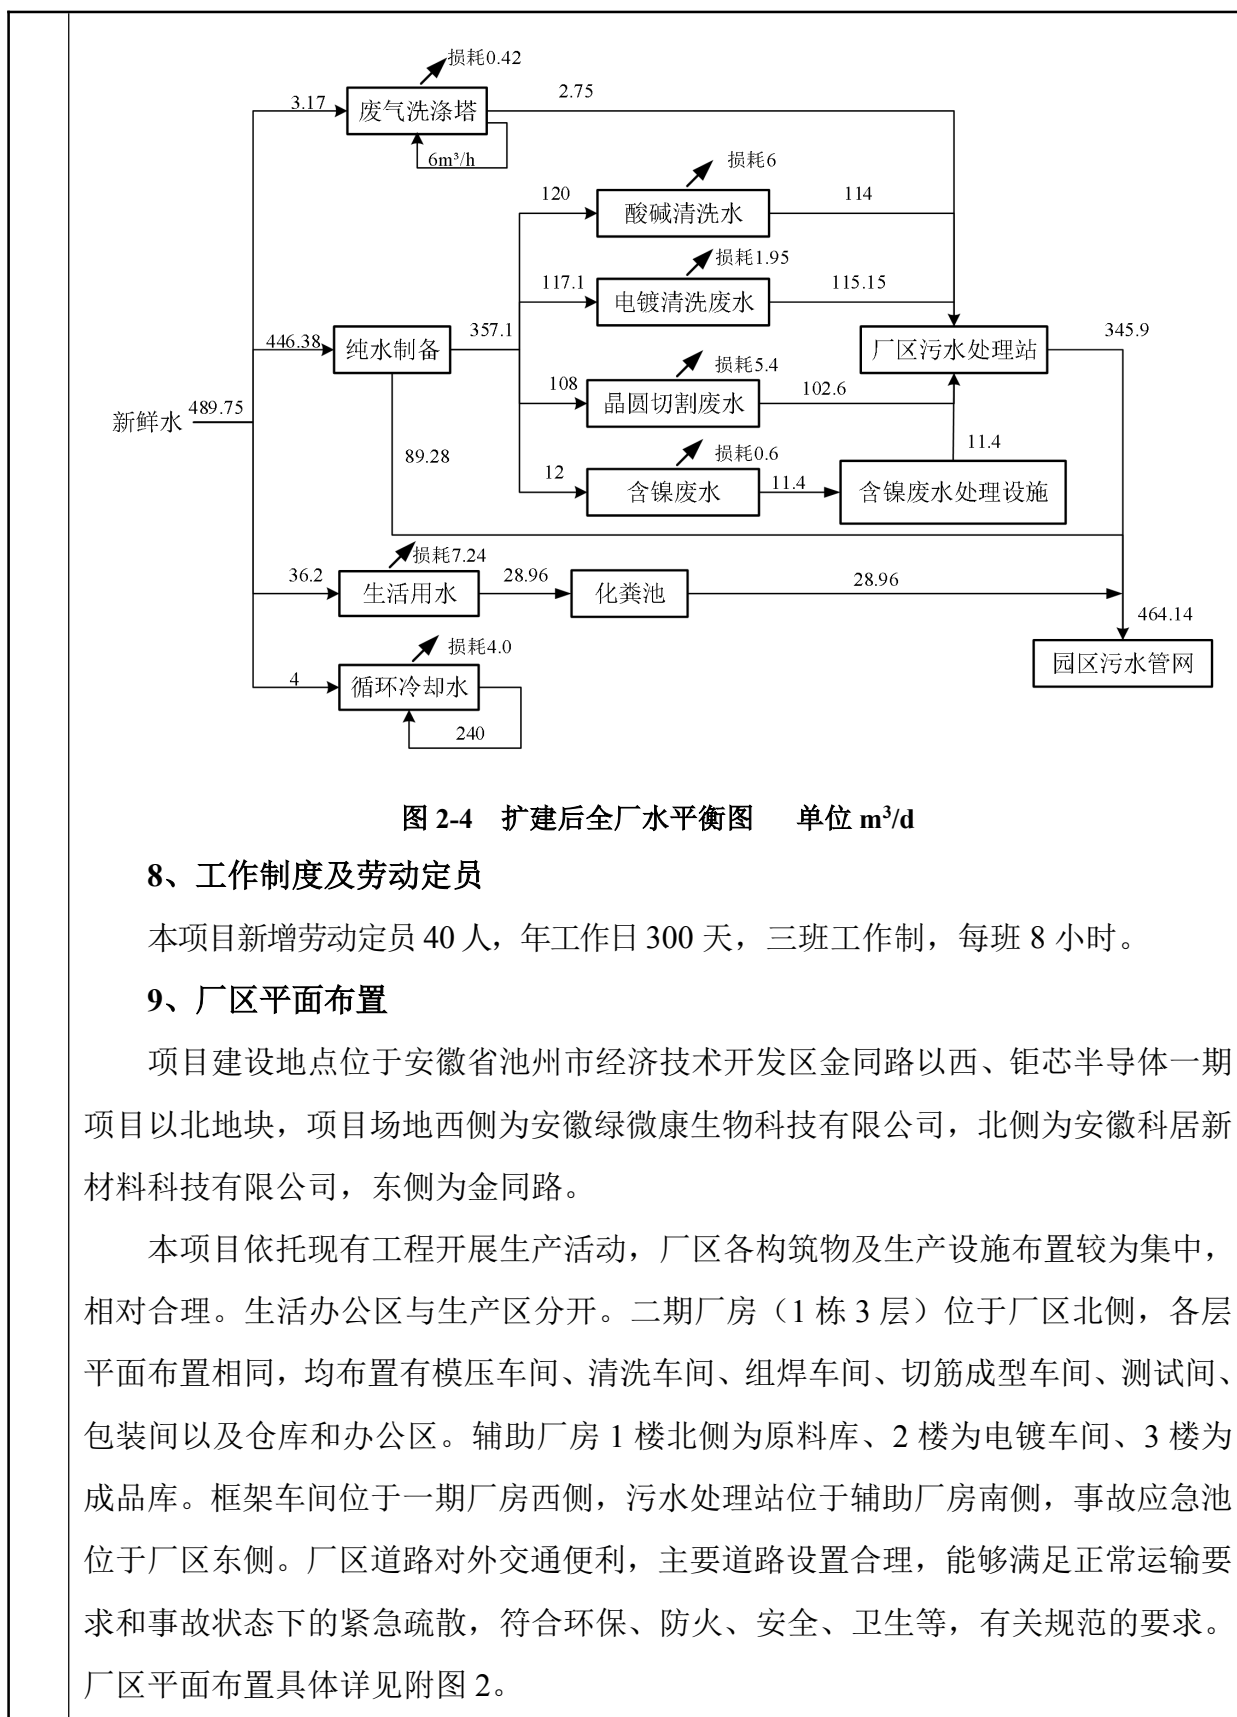 损耗0.42
3.17
废气洗涤塔
2.75
6m³/h
损耗6
120
酸碱清洗水
114
损耗1.95
117.1
电镀清洗废水
115.15
446.38
纯水制备
357.1
厂区污水处理站
345.9
损耗5.4
108
晶圆切割废水
102.6
新鲜水
489.75
89.28
损耗0.6
12
含镍废水
11.4
含镍废水处理设施
11.4
损耗7.24
36.2
生活用水
28.96
化粪池
28.96
464.14
园区污水管网
损耗4.0
4
循环冷却水
240
图 2-4 扩建后全厂水平衡图 单位 m³/d
8、工作制度及劳动定员
本项目新增劳动定员 40 人，年工作日 300 天，三班工作制，每班 8 小时。
9、厂区平面布置
项目建设地点位于安徽省池州市经济技术开发区金同路以西、钜芯半导体一期
项目以北地块，项目场地西侧为安徽绿微康生物科技有限公司，北侧为安徽科居新
材料科技有限公司，东侧为金同路。
本项目依托现有工程开展生产活动，厂区各构筑物及生产设施布置较为集中，
相对合理。生活办公区与生产区分开。二期厂房（1 栋 3 层）位于厂区北侧，各层
平面布置相同，均布置有模压车间、清洗车间、组焊车间、切筋成型车间、测试间、
包装间以及仓库和办公区。辅助厂房 1 楼北侧为原料库、2 楼为电镀车间、3 楼为
成品库。框架车间位于一期厂房西侧，污水处理站位于辅助厂房南侧，事故应急池
位于厂区东侧。厂区道路对外交通便利，主要道路设置合理，能够满足正常运输要
求和事故状态下的紧急疏散，符合环保、防火、安全、卫生等，有关规范的要求。
厂区平面布置具体详见附图 2。